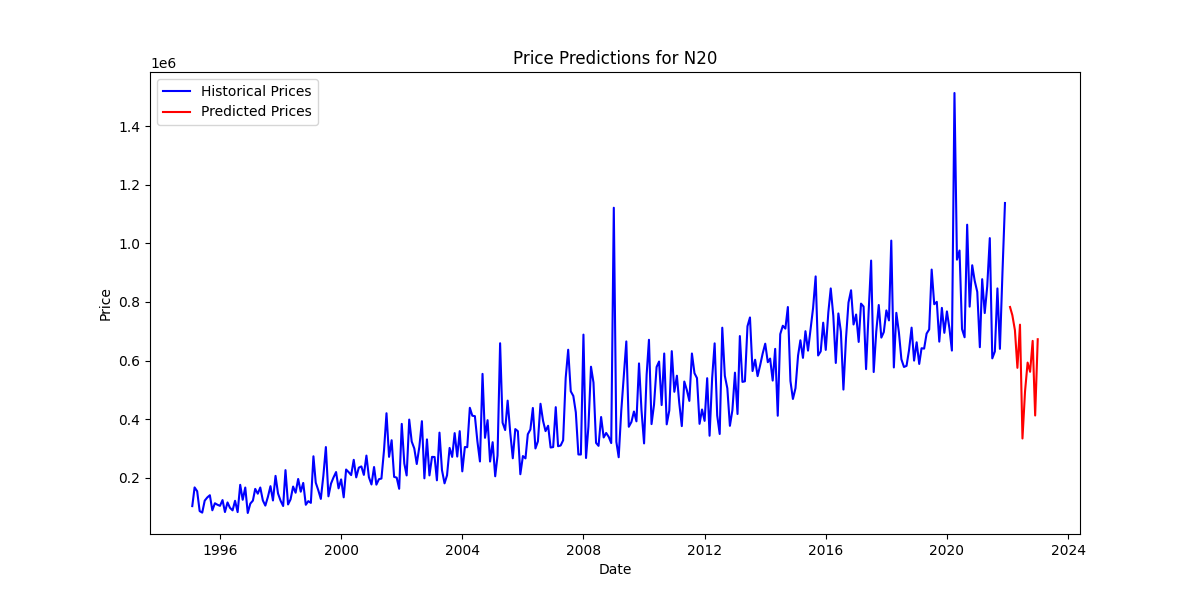 Price Predictions for N20
1e6
Historical Prices
Predicted Prices
1.4
1.2
1.0
0.8
0.6
0.4
0.2
Price
1996 2000 2004 2008 2012 2016 2020 2024
Date